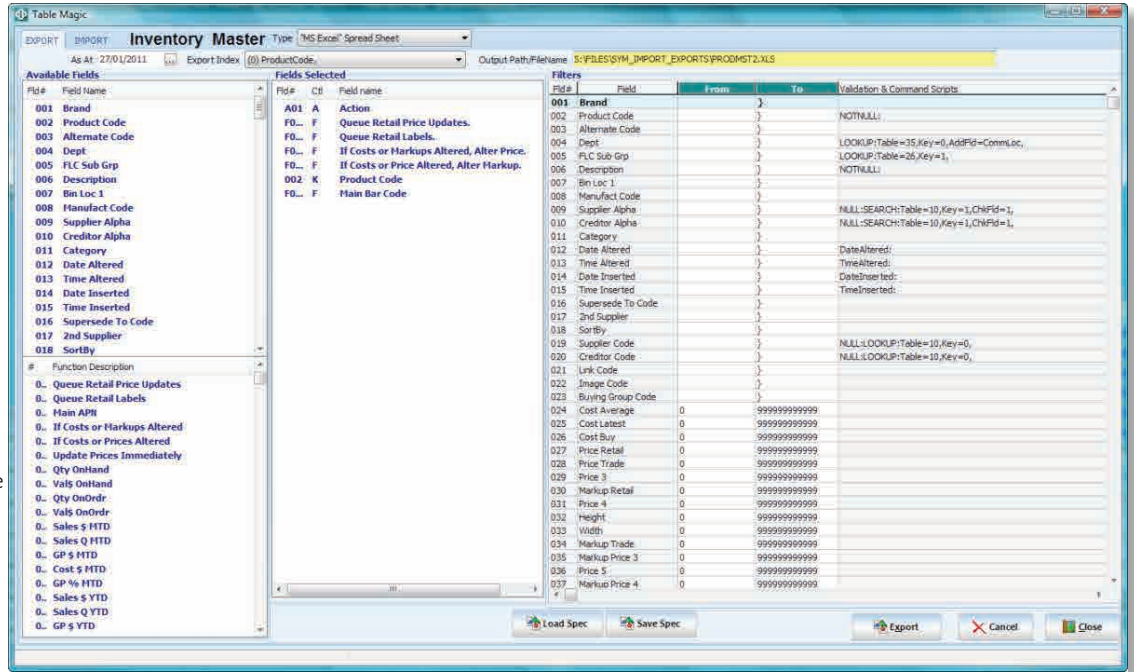 Table Magic
EXPORT IMPORT Inventory Master Type "MS Excel" Spread Sheet
As At 27/01/2011 ... Export Index (0) ProductCode, Output Path/FileName S:\FILES\SYM_IMPORT_EXPORTS\PRODMST2.XLS
Available Fields
Fld# Field Name
001 Brand
002 Product Code
003 Alternate Code
004 Dept
005 FLC Sub Grp
006 Description
007 Bin Loc 1
008 Manufact Code
009 Supplier Alpha
010 Creditor Alpha
011 Category
012 Date Altered
013 Time Altered
014 Date Inserted
015 Time Inserted
016 Supersede To Code
017 2nd Supplier
018 SortBy
# Function Description
0... Queue Retail Price Updates
0... Queue Retail Labels
0... Main APN
0... If Costs or Markups Altered
0... If Costs or Prices Altered
0... Update Prices Immediately
0... Qty OnHand
0... Val$ OnHand
0... Qty OnOrdr
0... Val$ OnOrdr
0... Sales $ MTD
0... Sales Q MTD
0... GP $ MTD
0... Cost $ MTD
0... GP % MTD
0... Sales $ YTD
0... Sales Q YTD
0... GP $ YTD
e
Fields Selected
Fld# Ctl Field name
A01 A Action
F0... F Queue Retail Price Updates.
F0... F Queue Retail Labels.
F0... F If Costs or Markups Altered, Alter Price.
F0... F If Costs or Price Altered, Alter Markup.
002 K Product Code
F0... F Main Bar Code
Filters
Fld# Field From To Validation & Command Scripts
001 Brand }
002 Product Code } NOTNULL:
003 Alternate Code }
004 Dept } LOOKUP:Table=35,Key=0,AddFld=CommLoc,
005 FLC Sub Grp } LOOKUP:Table=26,Key=1,
006 Description } NOTNULL:
007 Bin Loc 1 }
008 Manufact Code }
009 Supplier Alpha } NULL:SEARCH:Table=10,Key=1,ChkFld=1,
010 Creditor Alpha } NULL:SEARCH:Table=10,Key=1,ChkFld=1,
011 Category }
012 Date Altered } DateAltered:
013 Time Altered } TimeAltered:
014 Date Inserted } DateInserted:
015 Time Inserted } TimeInserted:
016 Supersede To Code }
017 2nd Supplier }
018 SortBy }
019 Supplier Code } NULL:LOOKUP:Table=10,Key=0,
020 Creditor Code } NULL:LOOKUP:Table=10,Key=0,
021 Link Code }
022 Image Code }
023 Buying Group Code }
024 Cost Average 0 999999999999
025 Cost Latest 0 999999999999
026 Cost Buy 0 999999999999
027 Price Retail 0 999999999999
028 Price Trade 0 999999999999
029 Price 3 0 999999999999
030 Markup Retail 0 999999999999
031 Price 4 0 999999999999
032 Height 0 999999999999
033 Width 0 999999999999
034 Markup Trade 0 999999999999
035 Markup Price 3 0 999999999999
036 Price 5 0 999999999999
037 Markup Price 4 0 999999999999
Load Spec Save Spec Export Cancel Close